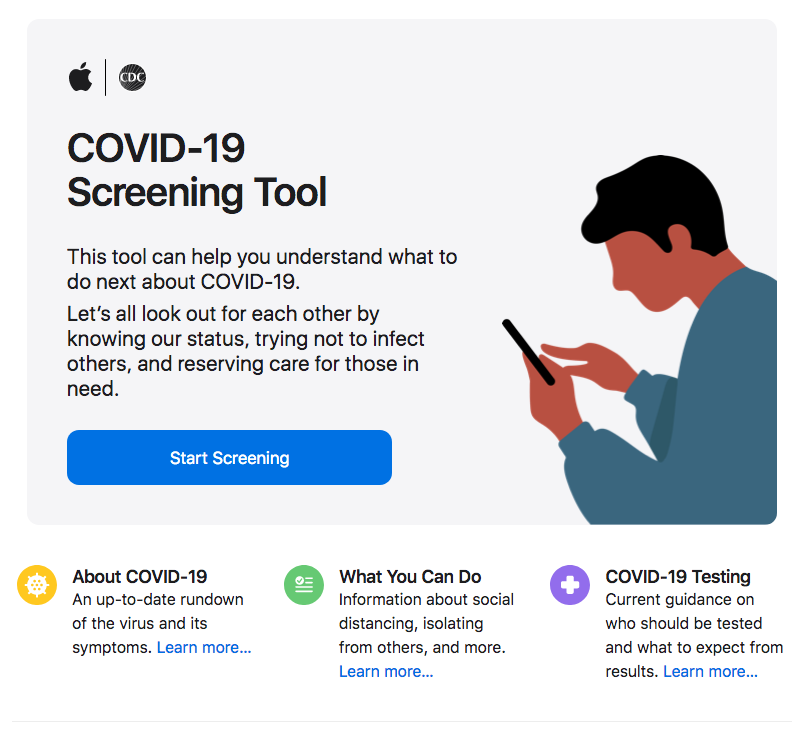 CDC
COVID-19
Screening Tool
This tool can help you understand what to
do next about COVID-19.
Let’s all look out for each other by
knowing our status, trying not to infect
others, and reserving care for those in
need.
Start Screening
About COVID-19
An up-to-date rundown
of the virus and its
symptoms. Learn more...
What You Can Do
Information about social
distancing, isolating
from others, and more.
Learn more...
COVID-19 Testing
Current guidance on
who should be tested
and what to expect from
results. Learn more...